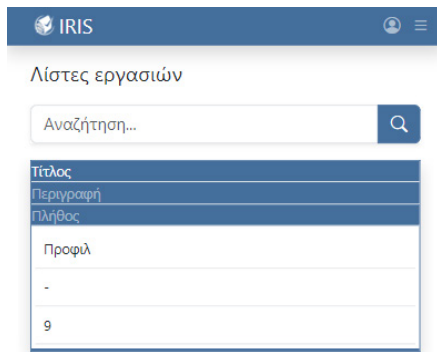 IRIS
Λίστες εργασιών
Αναζήτηση...
Τίτλος
Περιγραφή
Πλήθος
Προφιλ
-
9